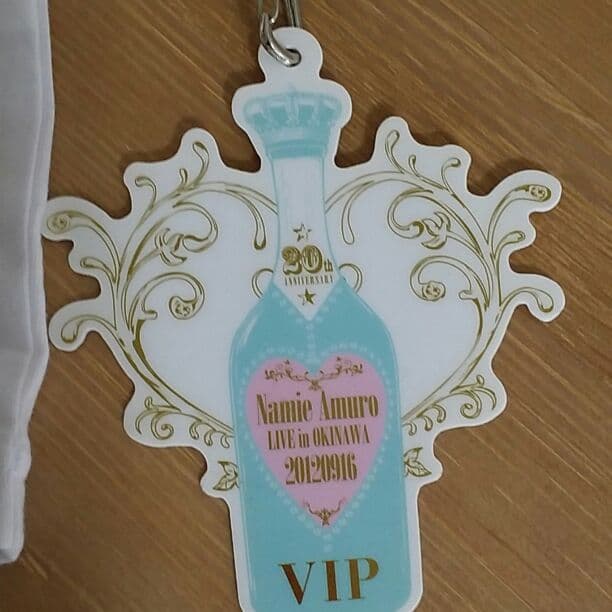 20th
ANNIVERSARY
Namie Amuro
LIVE in OKINAWA
20120916
VIP